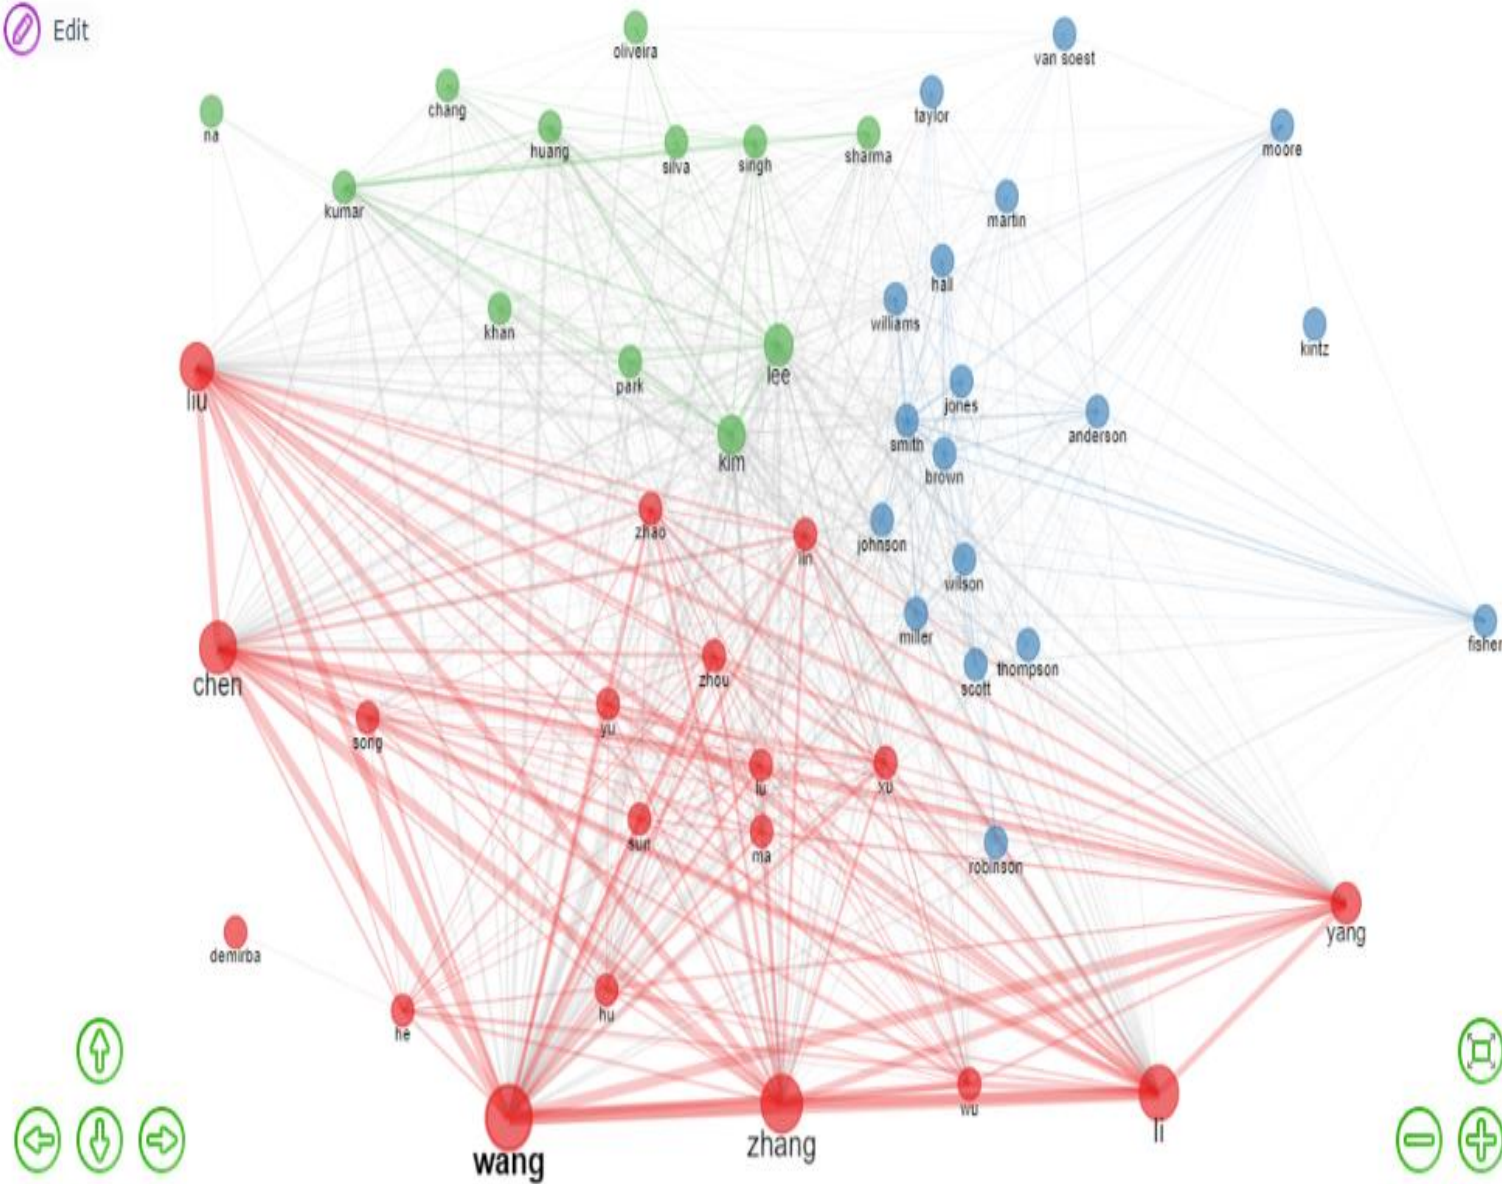 Edit
oliveira
van soest
chang
taylor
na
huang
silva
singh
sharma
moore
kumar
martin
hall
khan
williams
kintz
liu
park
lee
jones
smith
anderson
kim
brown
zhao
lin
johnson
wilson
miller
fisher
chen
zhou
scott
thompson
song
yu
lu
xu
sun
ma
robinson
yang
demirba
hu
he
wu
wang
zhang
li